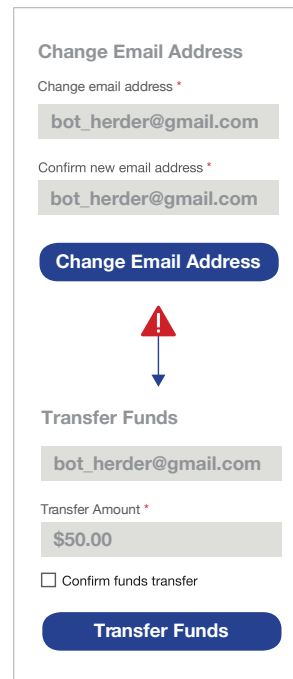 Change Email Address
Change email address *
bot_herder@gmail.com
Confirm new email address *
bot_herder@gmail.com
Change Email Address
!
Transfer Funds
bot_herder@gmail.com
Transfer Amount *
$50.00
Confirm funds transfer
Transfer Funds